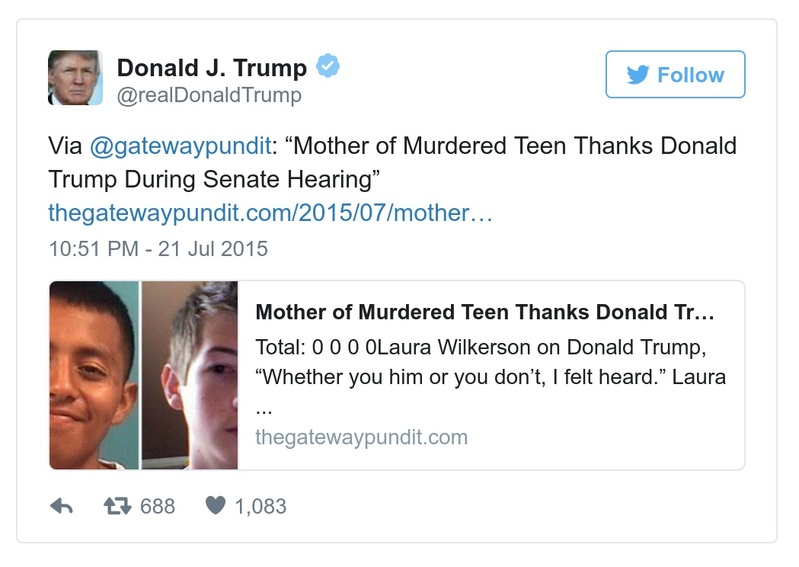 Donald J. Trump
@realDonaldTrump
Follow
Via @gatewaypundit: “Mother of Murdered Teen Thanks Donald
Trump During Senate Hearing”
thegatewaypundit.com/2015/07/mother…
10:51 PM - 21 Jul 2015
Mother of Murdered Teen Thanks Donald Tr…
Total: 0 0 0 0Laura Wilkerson on Donald Trump,
“Whether you him or you don’t, I felt heard.” Laura
...
thegatewaypundit.com
688 1,083